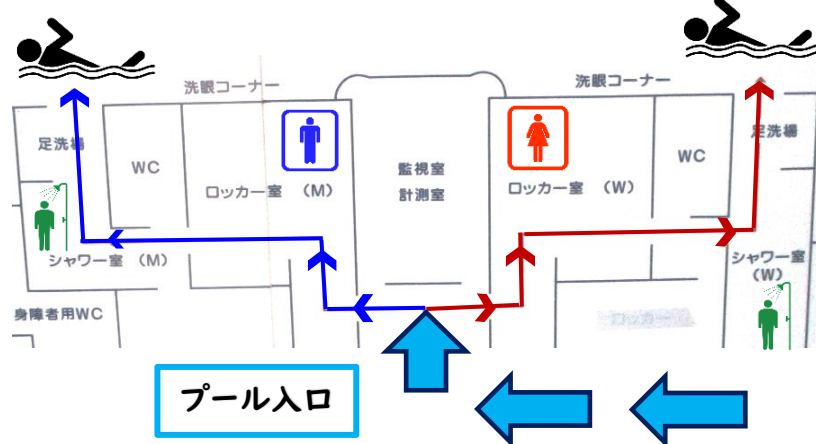 洗眼コーナー
洗眼コーナー
足洗場
WC
ロッカー室 (M)
監視室
計測室
ロッカー室 (W)
WC
足洗場
シャワー室 (M)
シャワー室
(W)
身障者用WC
プール入口